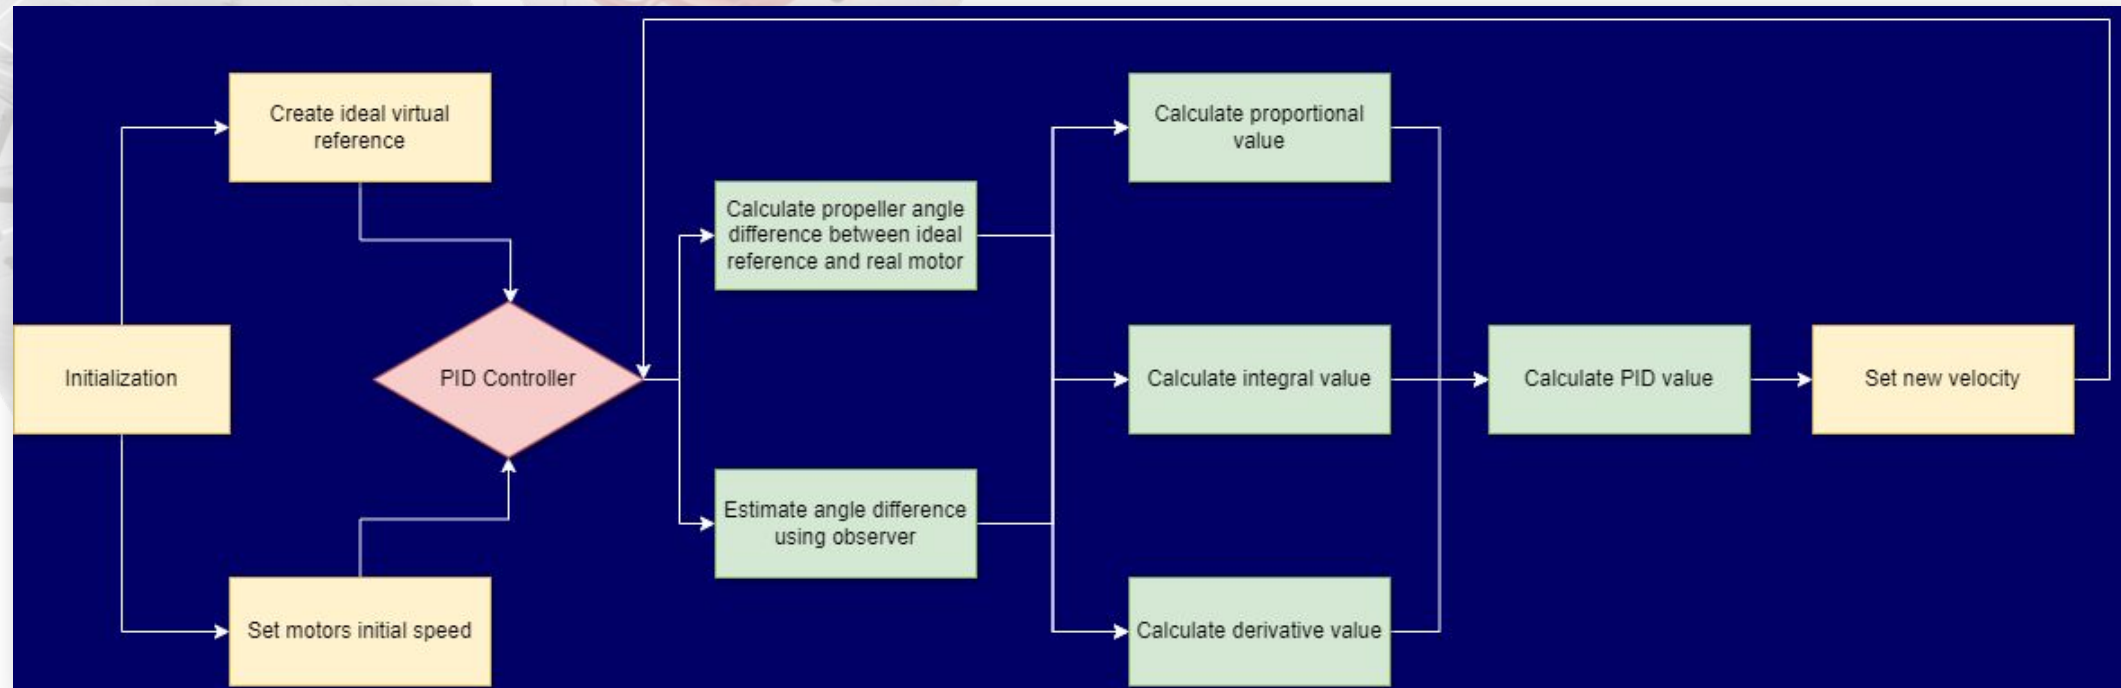 Create ideal virtual
reference
Initialization
Set motors initial speed
PID Controller
Calculate propeller angle
difference between ideal
reference and real motor
Estimate angle difference
using observer
Calculate proportional
value
Calculate integral value
Calculate derivative value
Calculate PID value
Set new velocity